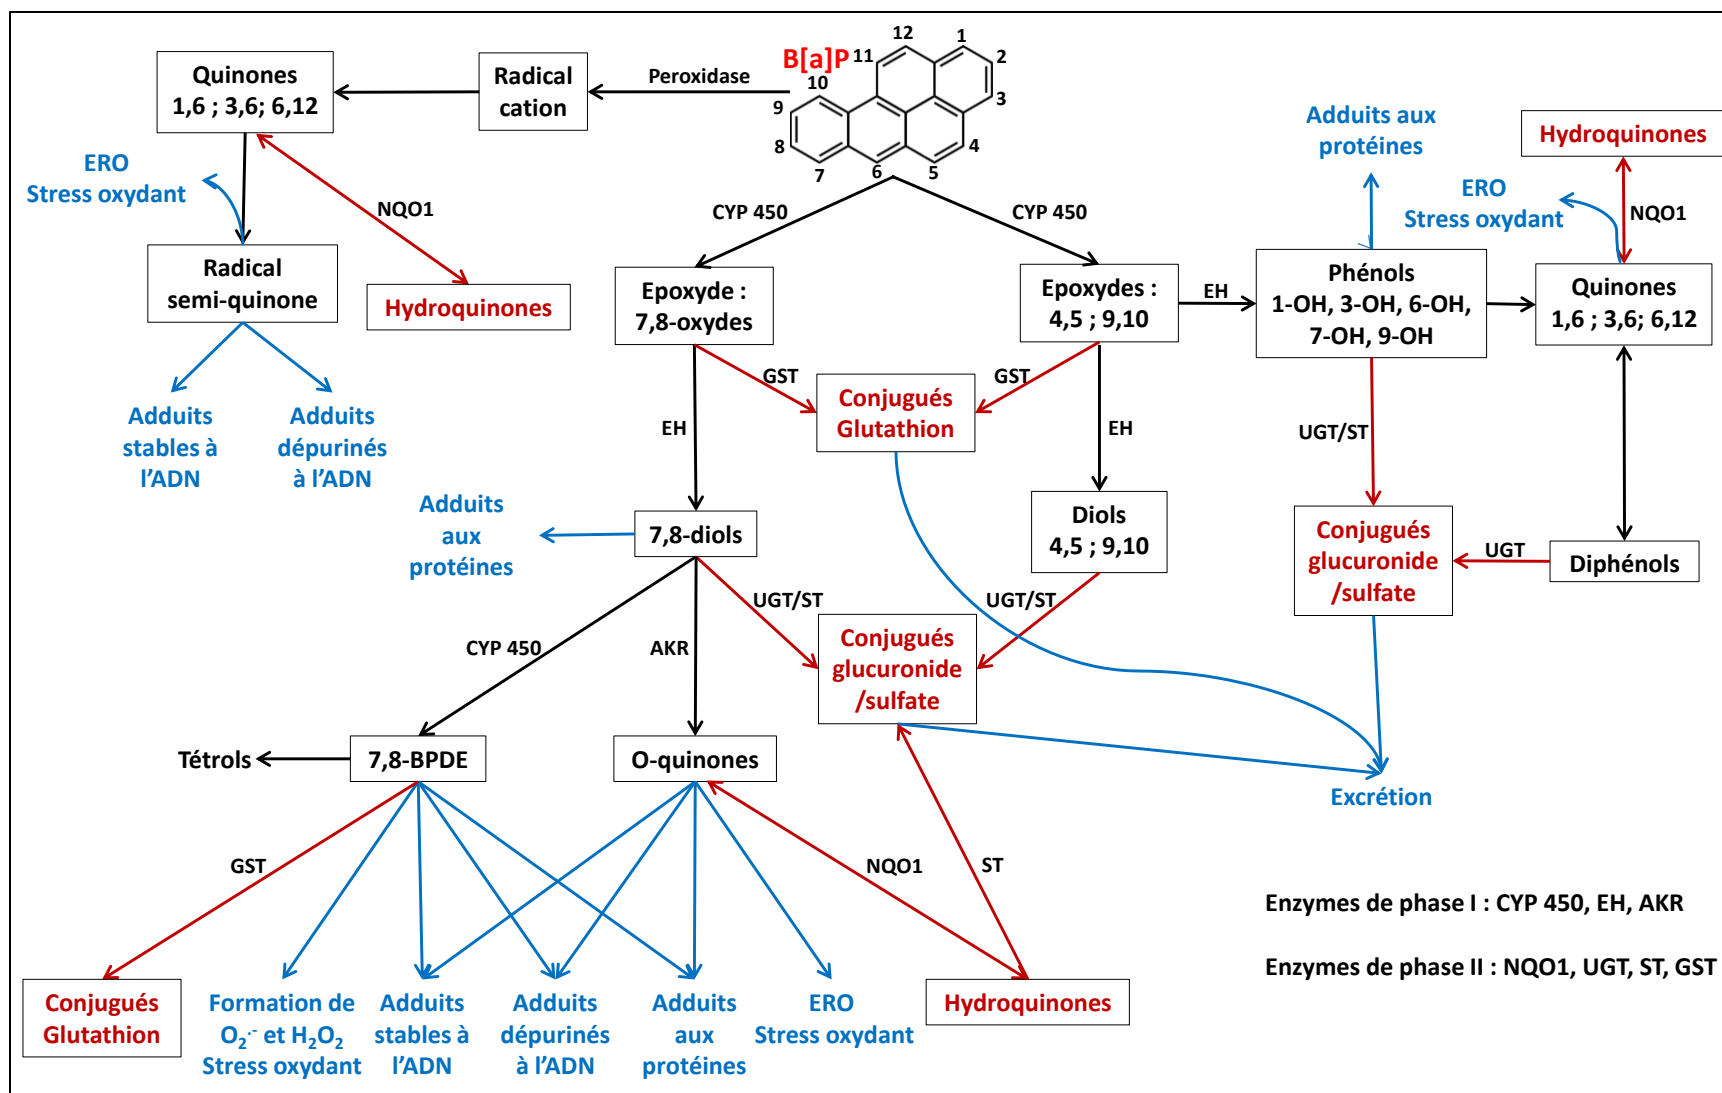 B[a]P
12
1
11
2
10
3
9
8
4
7
6
5
Peroxidase
Radical
cation
Quinones
1,6 ; 3,6; 6,12
ERO
Stress oxydant
NQO1
Radical
semi-quinone
Hydroquinones
Adduits
stables à
l’ADN
Adduits
dépurinés
à l’ADN
CYP 450
CYP 450
Epoxyde :
7,8-oxydes
Epoxydes :
4,5 ; 9,10
EH
Adduits aux
protéines
Phénols
1-OH, 3-OH, 6-OH,
7-OH, 9-OH
ERO
Stress oxydant
Hydroquinones
NQO1
Quinones
1,6 ; 3,6; 6,12
GST
GST
Conjugués
Glutathion
EH
EH
UGT/ST
Adduits
aux
protéines
7,8-diols
Diols
4,5 ; 9,10
Conjugués
glucuronide
/sulfate
UGT
Diphénols
CYP 450
AKR
UGT/ST
UGT/ST
Conjugués
glucuronide
/sulfate
Tétrols
7,8-BPDE
O-quinones
Excrétion
GST
NQO1
ST
Enzymes de phase I : CYP 450, EH, AKR
Enzymes de phase II : NQO1, UGT, ST, GST
Conjugués
Glutathion
Formation de
O₂·⁻ et H₂O₂
Stress oxydant
Adduits
stables à
l’ADN
Adduits
dépurinés
à l’ADN
Adduits
aux
protéines
ERO
Stress oxydant
Hydroquinones